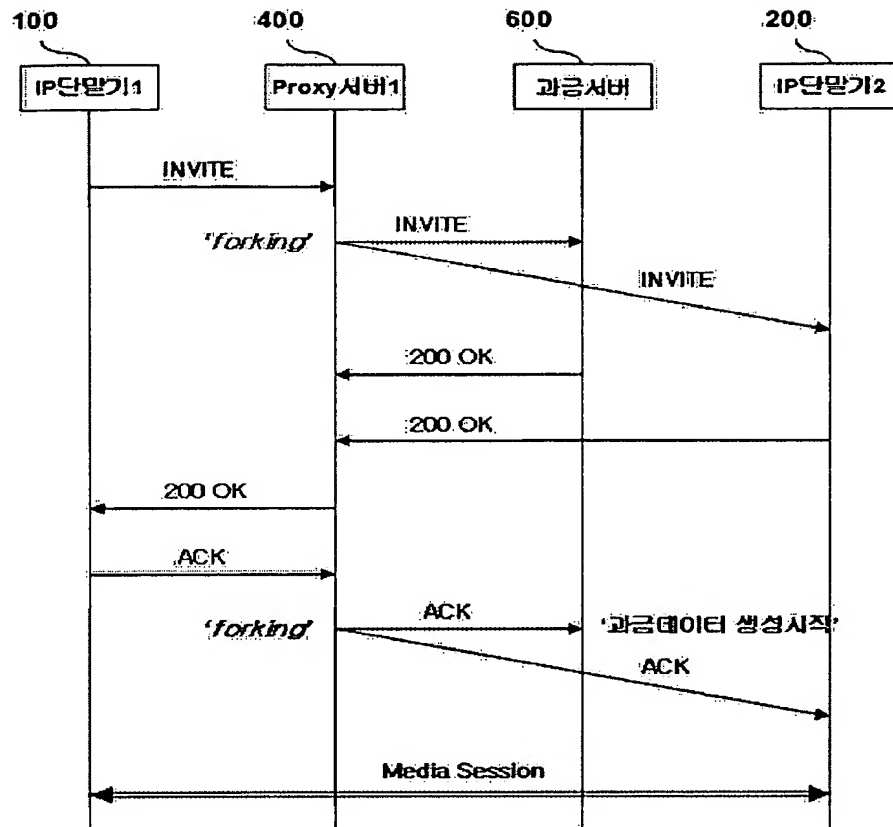 100
400
600
200
IP단말기1
Proxy서버1
과금서버
IP단말기2
INVITE
'forking'
INVITE
INVITE
200 OK
200 OK
200 OK
ACK
'forking'
ACK
'과금데이터 생성시작'
ACK
Media Session